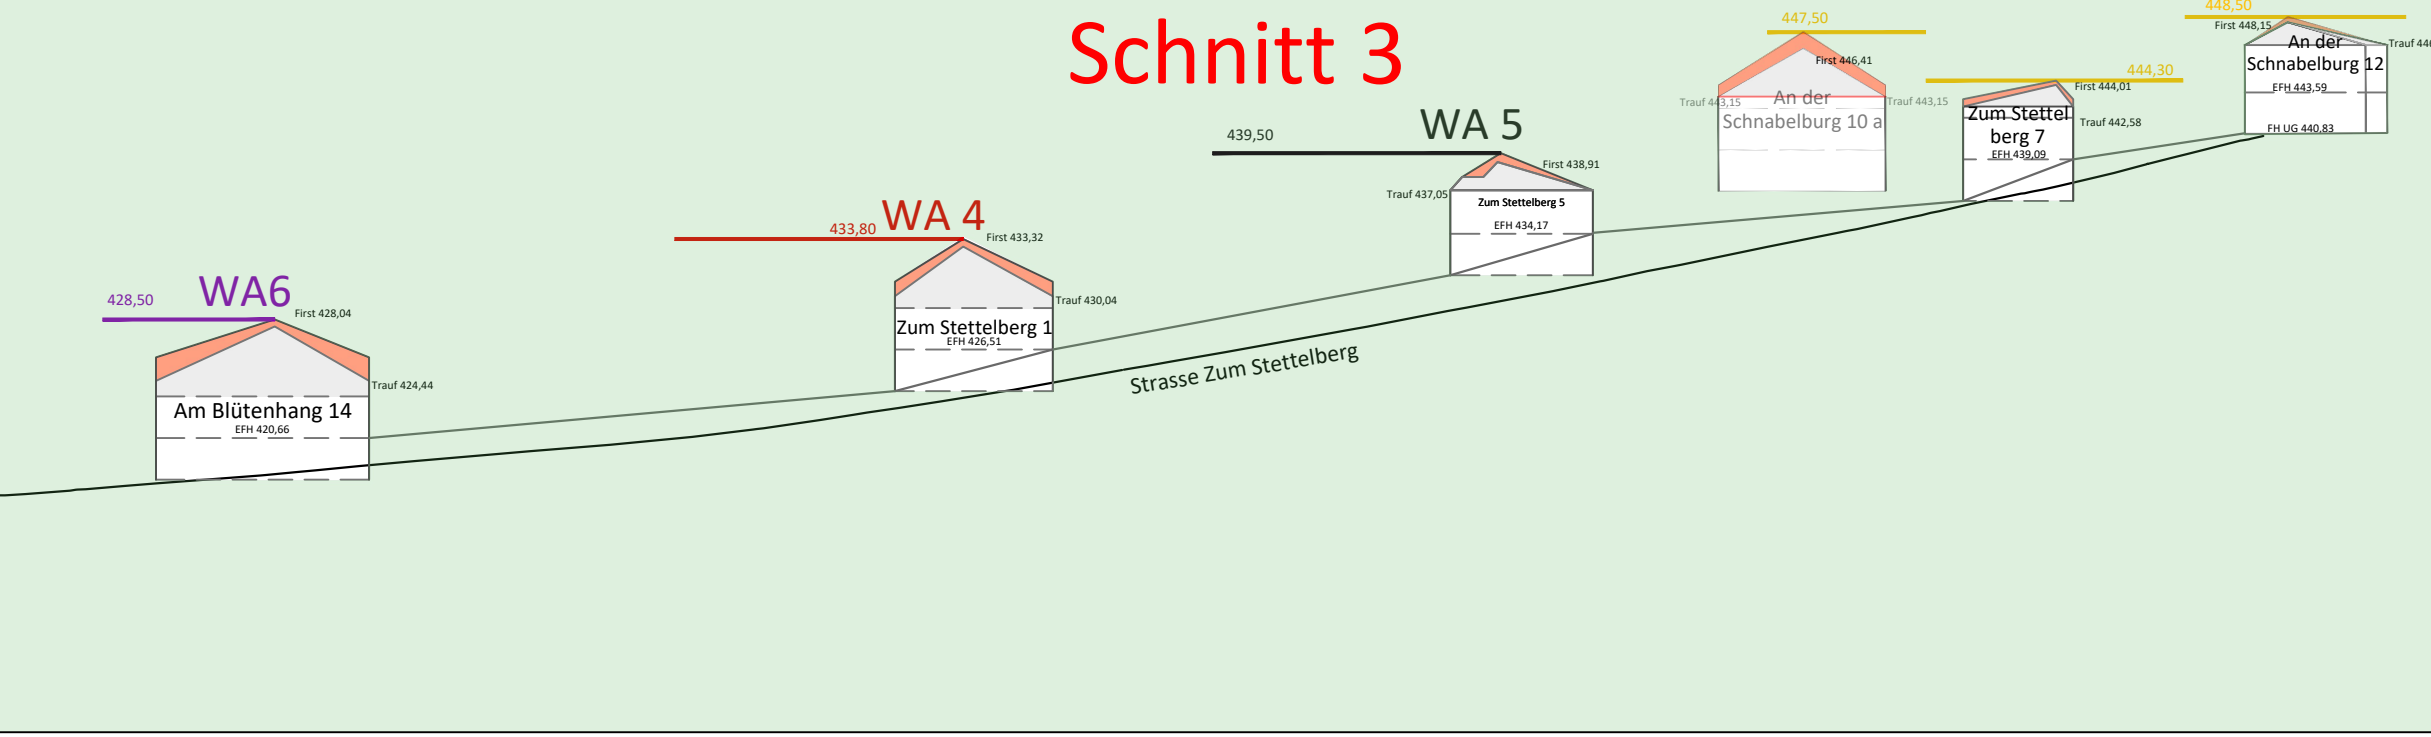 Schnitt 3
428,50
WA6
First 428,04
Trauf 424,44
Am Blütenhang 14
EFH 420,66
433,80
WA 4
First 433,32
Trauf 430,04
Zum Stettelberg 1
EFH 426,51
Strasse Zum Stettelberg
439,50
WA 5
First 438,91
Trauf 437,05
Zum Stettelberg 5
EFH 434,17
447,50
First 446,41
Trauf 443,15
An der
Trauf 443,15
Schnabelburg 10 a
444,30
First 444,01
Zum Stettel
Trauf 442,58
berg 7
EFH 439,09
448,50
First 448,15
An der
Trauf 446
Schnabelburg 12
EFH 443,59
FH UG 440,83